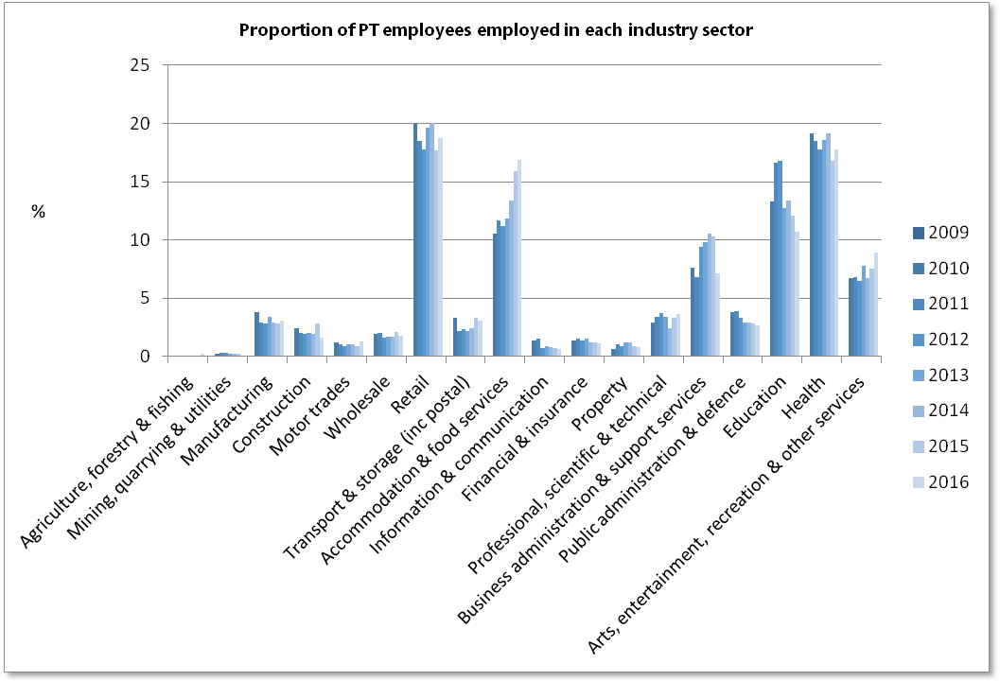 Proportion of PT employees employed in each industry sector
25
20
15
10
5
0
%
Agriculture, forestry & fishing
Mining, quarrying & utilities
Manufacturing
Construction
Motor trades
Wholesale
Retail
Transport & storage (inc postal)
Accommodation & food services
Information & communication
Financial & insurance
Property
Professional, scientific & technical
Business administration & support services
Public administration & defence
Education
Health
Arts, entertainment, recreation & other services
2009
2010
2011
2012
2013
2014
2015
2016